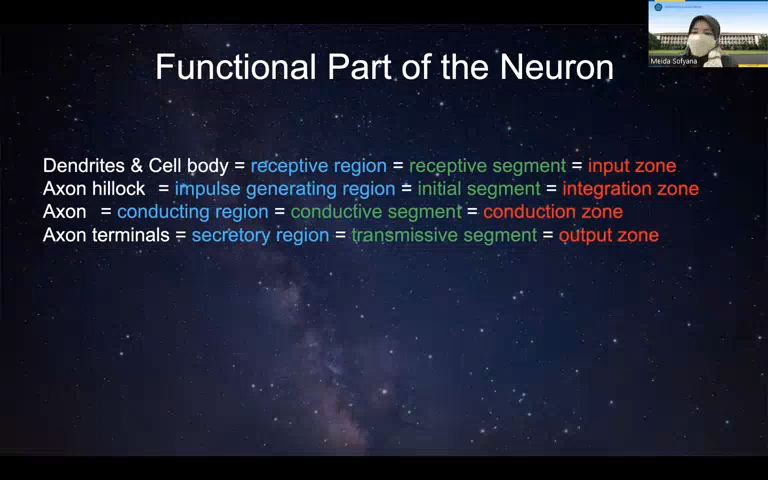 Functional Part of the Neuron
Dendrites & Cell body = receptive region = receptive segment = input zone
Axon hillock = impulse generating region = initial segment = integration zone
Axon = conducting region = conductive segment = conduction zone
Axon terminals = secretory region = transmissive segment = output zone
Meida Sofyana